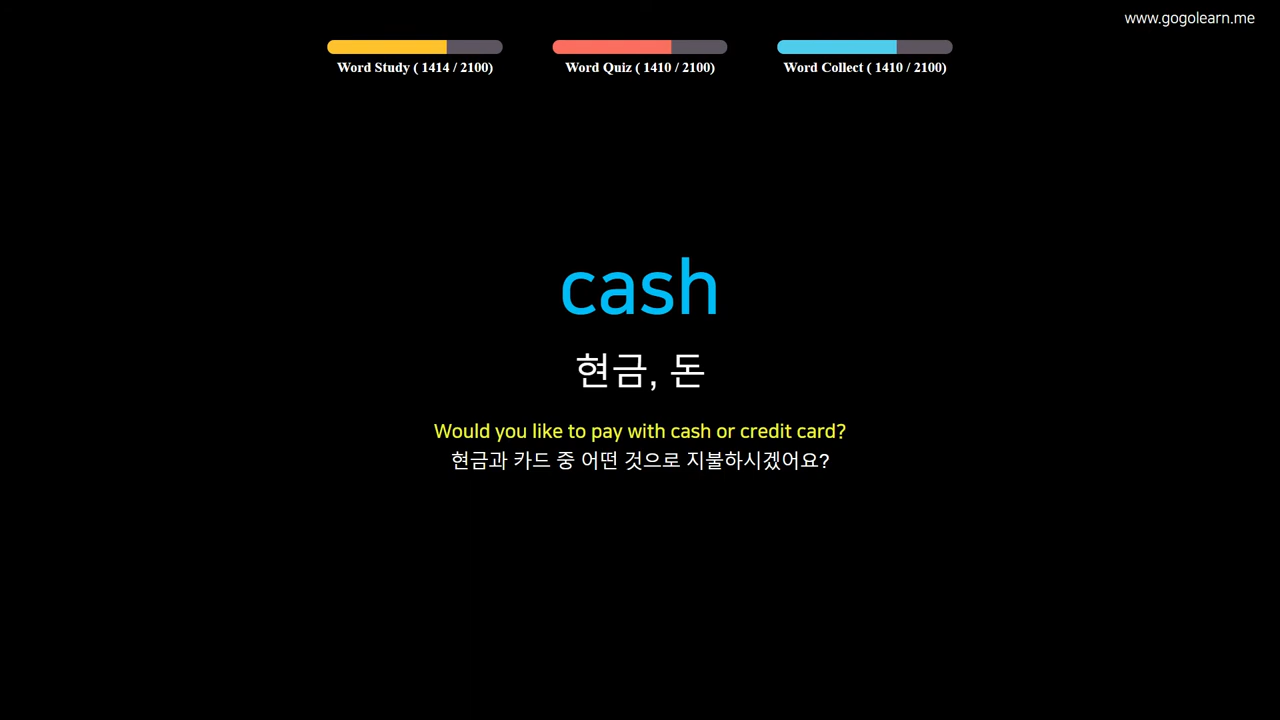 www.gogolearn.me
Word Study ( 1414 / 2100)
Word Quiz ( 1410 / 2100)
Word Collect ( 1410 / 2100)
cash
현금, 돈
Would you like to pay with cash or credit card?
현금과 카드 중 어떤 것으로 지불하시겠어요?